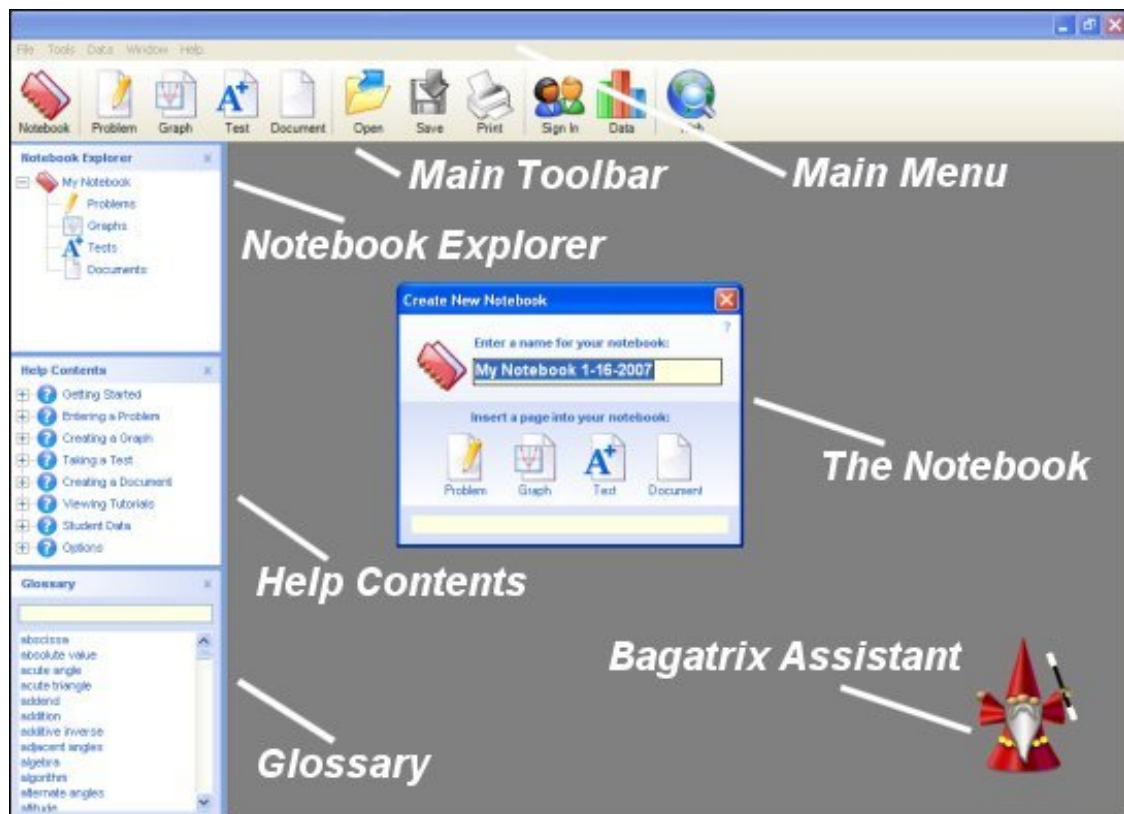 File Tools Data Window Help
Notebook Problem Graph Test Document Open Save Print Sign In Data
Main Toolbar
Main Menu
Notebook Explorer
My Notebook
Problems
Graphs
Tests
Documents
Notebook Explorer
Create New Notebook
?
Enter a name for your notebook:
My Notebook 1-16-2007
Insert a page into your notebook:
Problem Graph Test Document
The Notebook
Help Contents
Getting Started
Entering a Problem
Creating a Graph
Taking a Test
Creating a Document
Viewing Tutorials
Student Data
Options
Help Contents
Glossary
abscissa
absolute value
acute angle
acute triangle
addend
addition
additive inverse
adjacent angles
algebra
algorithm
alternate angles
altitude
Glossary
Bagatrix Assistant